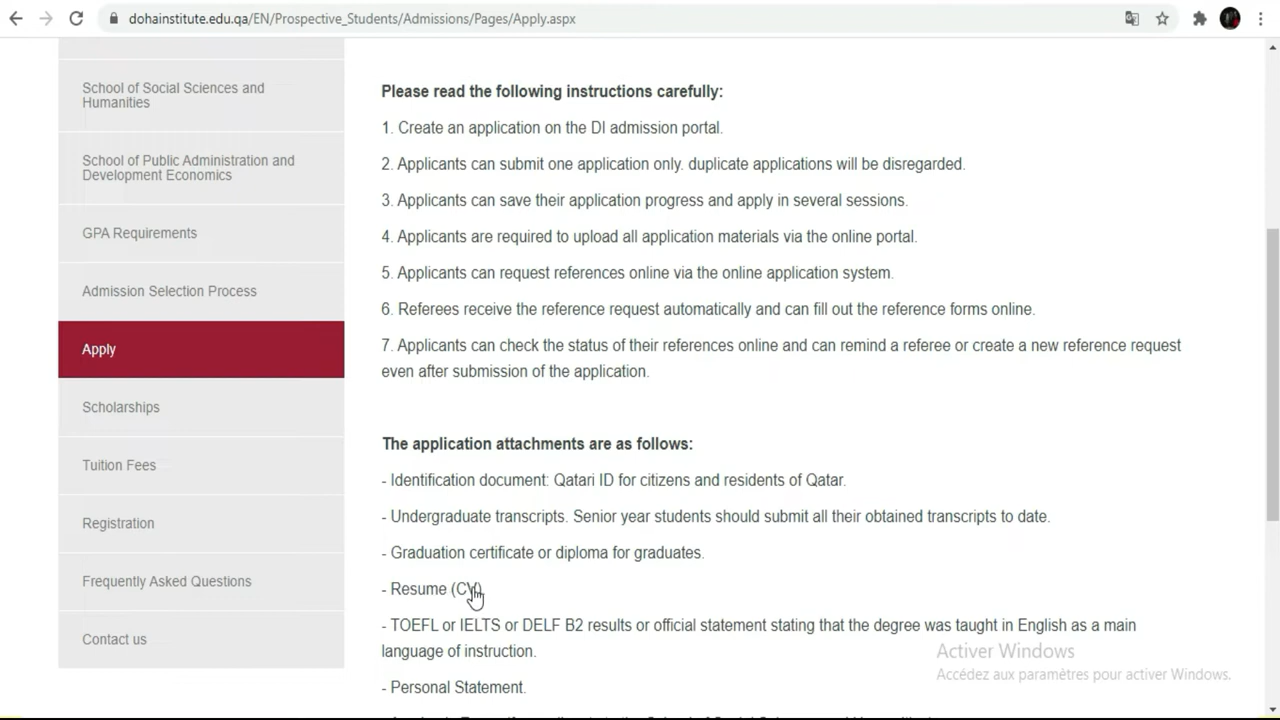 dohainstitute.edu.qa/EN/Prospective_Students/Admissions/Pages/Apply.aspx
School of Social Sciences and
Humanities
School of Public Administration and
Development Economics
GPA Requirements
Admission Selection Process
Apply
Scholarships
Tuition Fees
Registration
Frequently Asked Questions
Contact us
Please read the following instructions carefully:
1. Create an application on the DI admission portal.
2. Applicants can submit one application only. duplicate applications will be disregarded.
3. Applicants can save their application progress and apply in several sessions.
4. Applicants are required to upload all application materials via the online portal.
5. Applicants can request references online via the online application system.
6. Referees receive the reference request automatically and can fill out the reference forms online.
7. Applicants can check the status of their references online and can remind a referee or create a new reference request
even after submission of the application.
The application attachments are as follows:
- Identification document: Qatari ID for citizens and residents of Qatar.
- Undergraduate transcripts. Senior year students should submit all their obtained transcripts to date.
- Graduation certificate or diploma for graduates.
- Resume (CV)
- TOEFL or IELTS or DELF B2 results or official statement stating that the degree was taught in English as a main
language of instruction.
- Personal Statement.
Activer Windows
Accédez aux paramètres pour activer Windows.